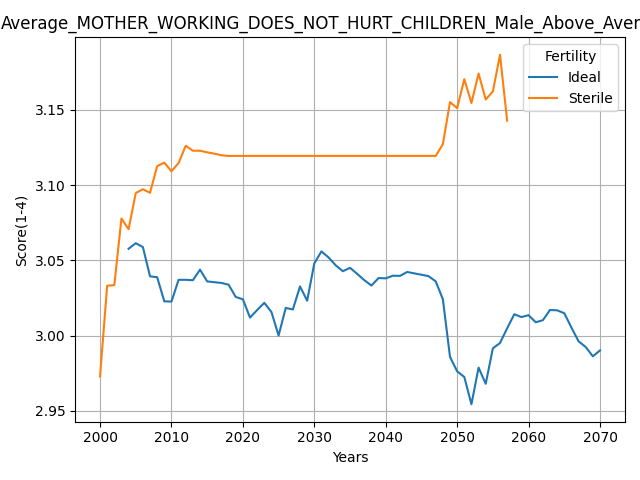 Average_MOTHER_WORKING_DOES_NOT_HURT_CHILDREN_Male_Above_Aver
Fertility
Ideal
Sterile
Score(1-4)
3.15
3.10
3.05
3.00
2.95
2000 2010 2020 2030 2040 2050 2060 2070
Years